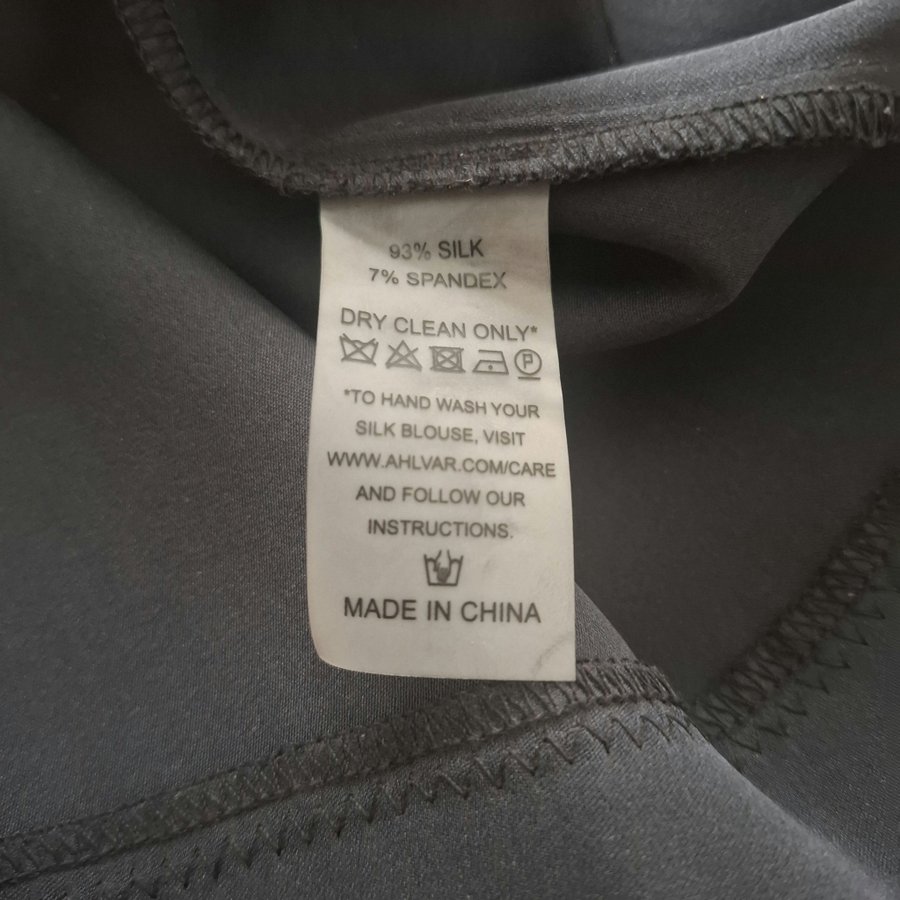 93% SILK
7% SPANDEX
DRY CLEAN ONLY*
P
*TO HAND WASH YOUR
SILK BLOUSE, VISIT
WWW.AHLVAR.COM/CARE
AND FOLLOW OUR
INSTRUCTIONS.
MADE IN CHINA